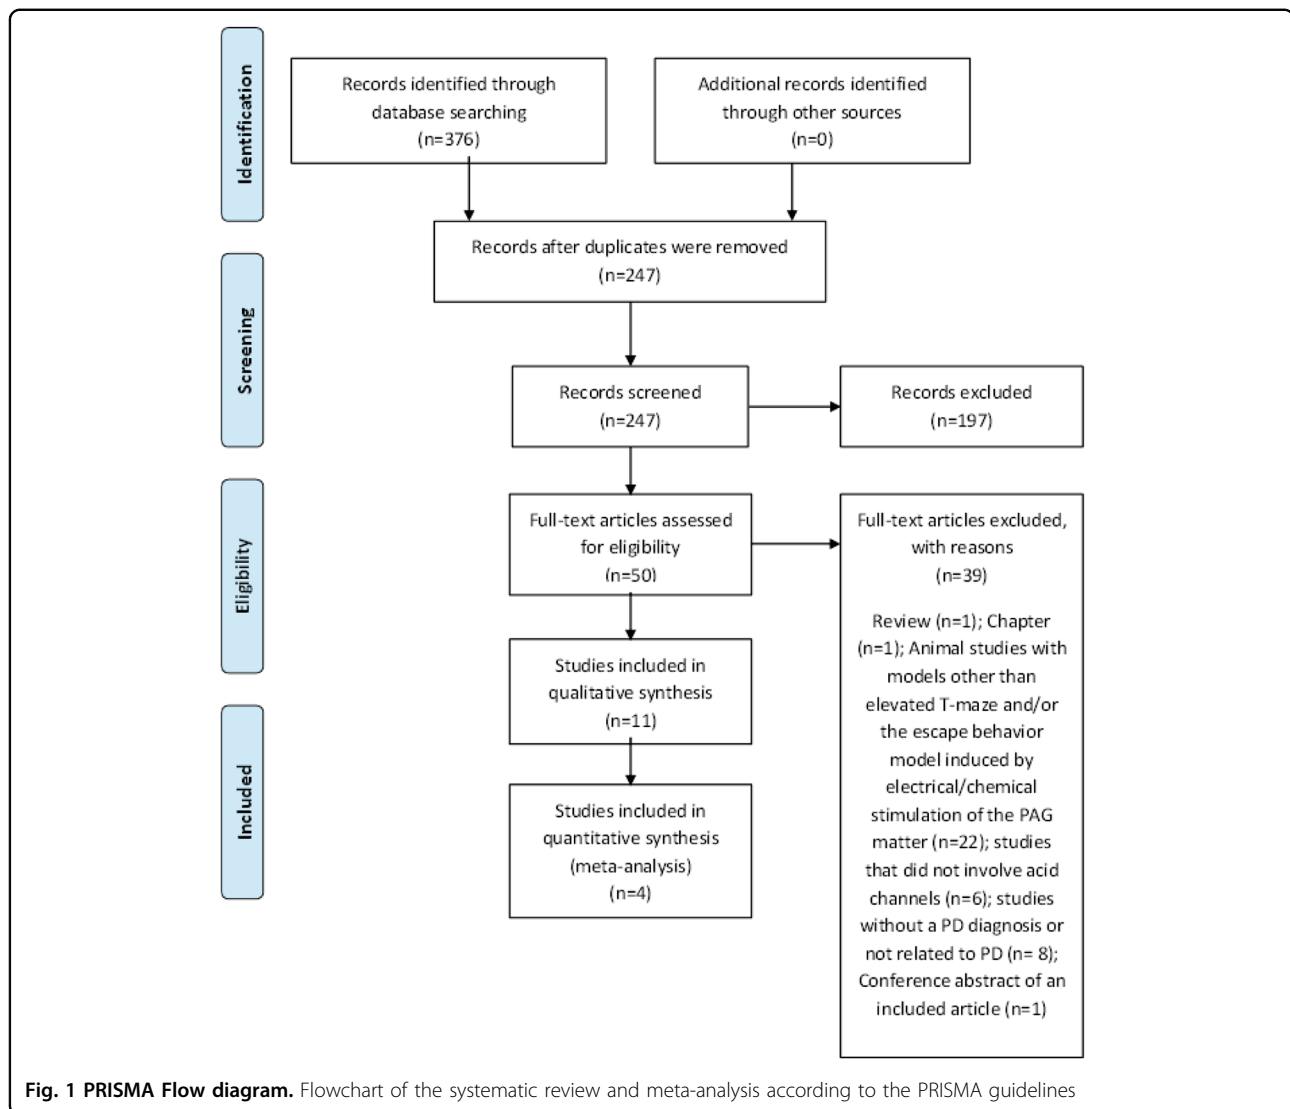 Identification
Records identified through
database searching
(n=376)
Additional records identified
through other sources
(n=0)
Records after duplicates were removed
(n=247)
Screening
Records screened
(n=247)
Records excluded
(n=197)
Eligibility
Full-text articles assessed
for eligibility
(n=50)
Full-text articles excluded,
with reasons
(n=39)
Review (n=1); Chapter
(n=1); Animal studies with
models other than
elevated T-maze and/or
the escape behavior
model induced by
electrical/chemical
stimulation of the PAG
matter (n=22); studies
that did not involve acid
channels (n=6); studies
without a PD diagnosis or
not related to PD (n= 8);
Conference abstract of an
included article (n=1)
Studies included in
qualitative synthesis
(n=11)
Included
Studies included in
quantitative synthesis
(meta-analysis)
(n=4)
Fig. 1 PRISMA Flow diagram. Flowchart of the systematic review and meta-analysis according to the PRISMA guidelines